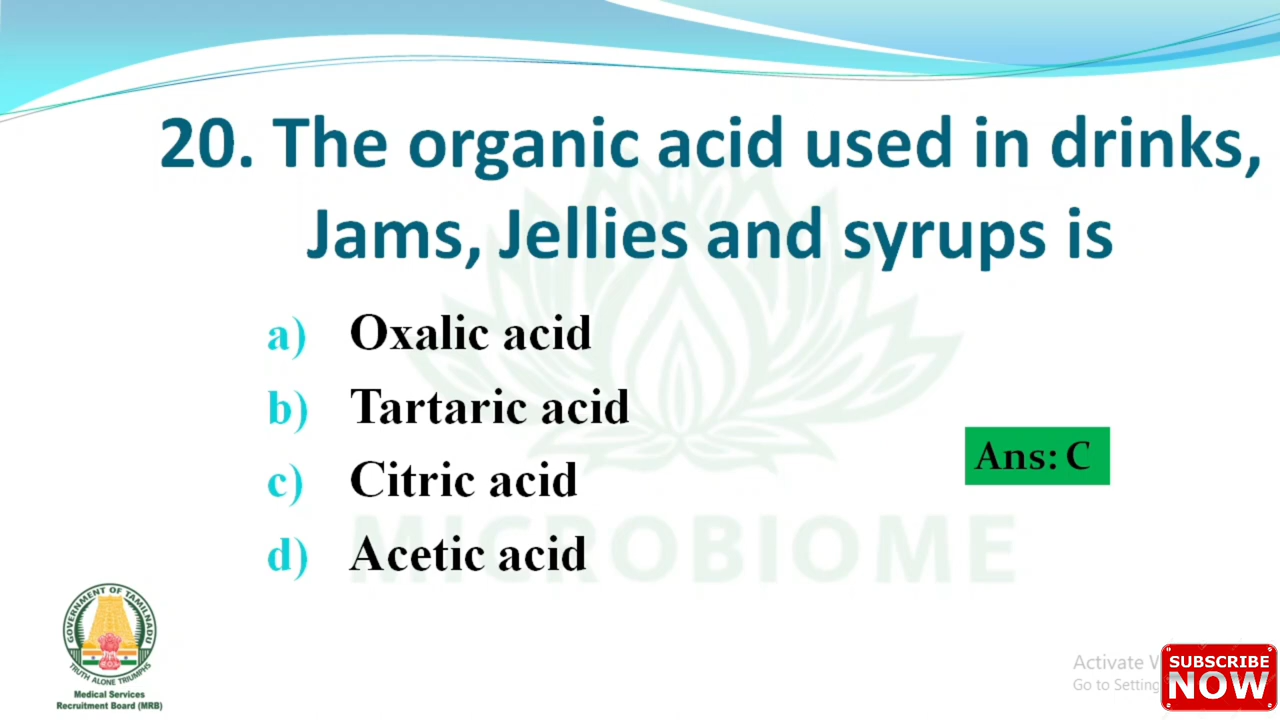 20. The organic acid used in drinks,
Jams, Jellies and syrups is
a) Oxalic acid
b) Tartaric acid
c) Citric acid
d) Acetic acid
Ans: C
MICROBIOME
GOVERNMENT OF TAMILNADU
TRUTH ALONE TRIUMPHS
Medical Services
Recruitment Board (MRB)
Activate
Go to Setting
SUBSCRIBE
NOW